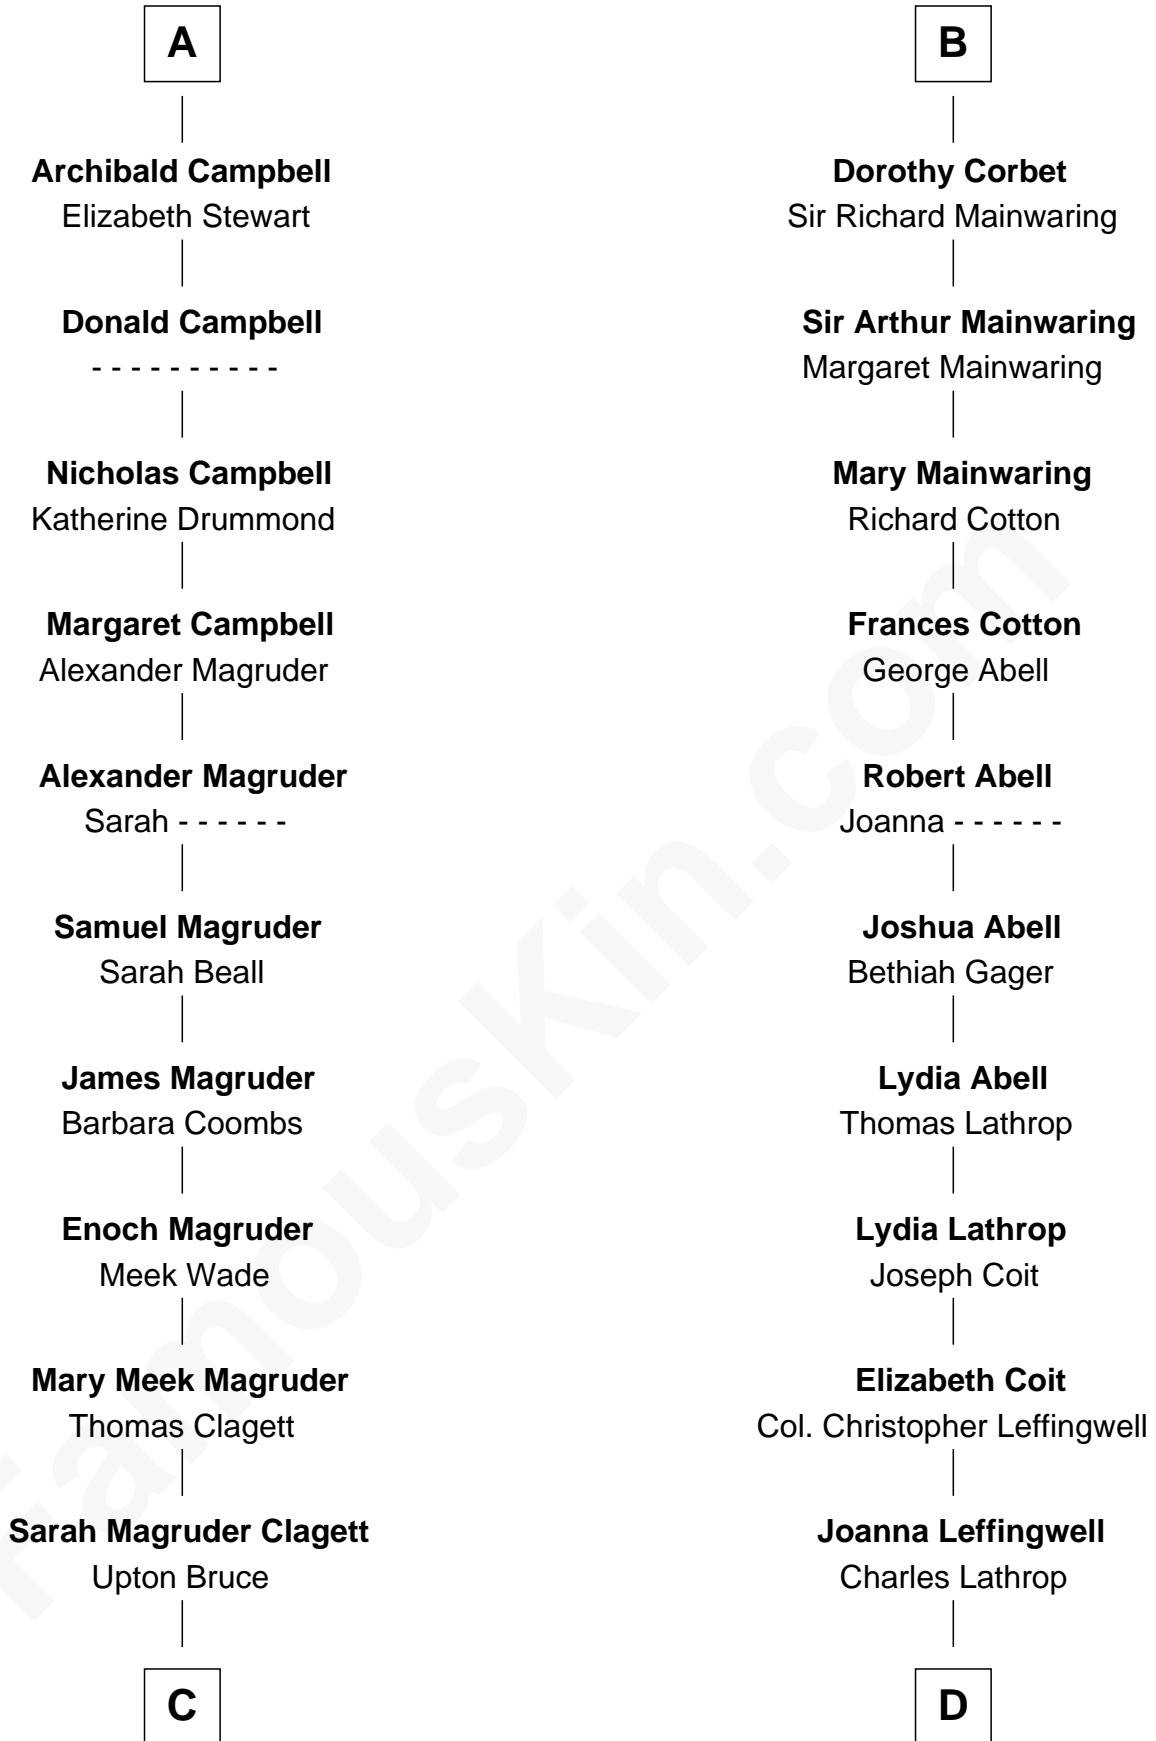 A
Archibald Campbell
Elizabeth Stewart
Donald Campbell
- - - - - - - - - -
Nicholas Campbell
Katherine Drummond
Margaret Campbell
Alexander Magruder
Alexander Magruder
Sarah - - - - - -
Samuel Magruder
Sarah Beall
James Magruder
Barbara Coombs
Enoch Magruder
Meek Wade
Mary Meek Magruder
Thomas Clagett
Sarah Magruder Clagett
Upton Bruce
C
B
Dorothy Corbet
Sir Richard Mainwaring
Sir Arthur Mainwaring
Margaret Mainwaring
Mary Mainwaring
Richard Cotton
Frances Cotton
George Abell
Robert Abell
Joanna - - - - - -
Joshua Abell
Bethiah Gager
Lydia Abell
Thomas Lathrop
Lydia Lathrop
Joseph Coit
Elizabeth Coit
Col. Christopher Leffingwell
Joanna Leffingwell
Charles Lathrop
D
FamousKin.com